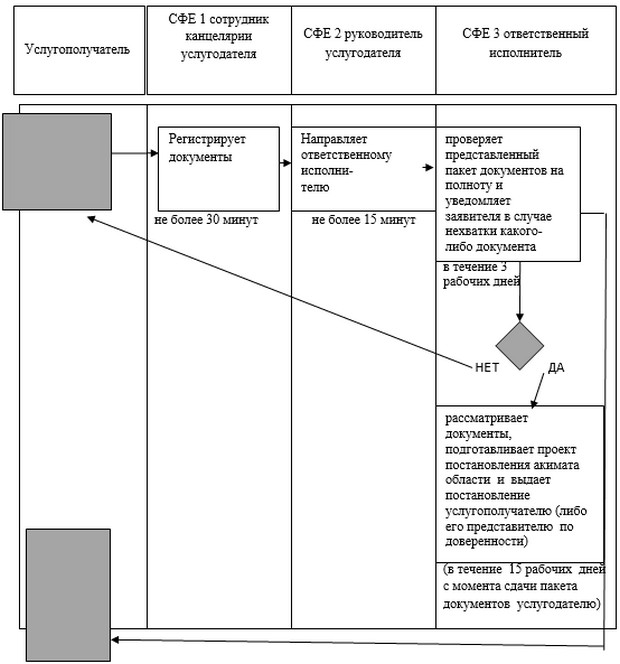 Услугополучатель
СФЕ 1 сотрудник
канцелярии
услугодателя
СФЕ 2 руководитель
услугодателя
СФЕ 3 ответственный
исполнитель
Регистрирует
документы
не более 30 минут
Направляет
ответственному
исполни-
телю
не более 15 минут
проверяет
представленный
пакет документов на
полноту и
уведомляет
заявителя в случае
нехватки какого-
либо документа
в течение 3
рабочих дней
НЕТ
ДА
рассматривает
документы,
подготавливает проект
постановления акимата
области и выдает
постановление
услугополучателю (либо
его представителю по
доверенности)
(в течение 15 рабочих дней
с момента сдачи пакета
документов услугодателю)